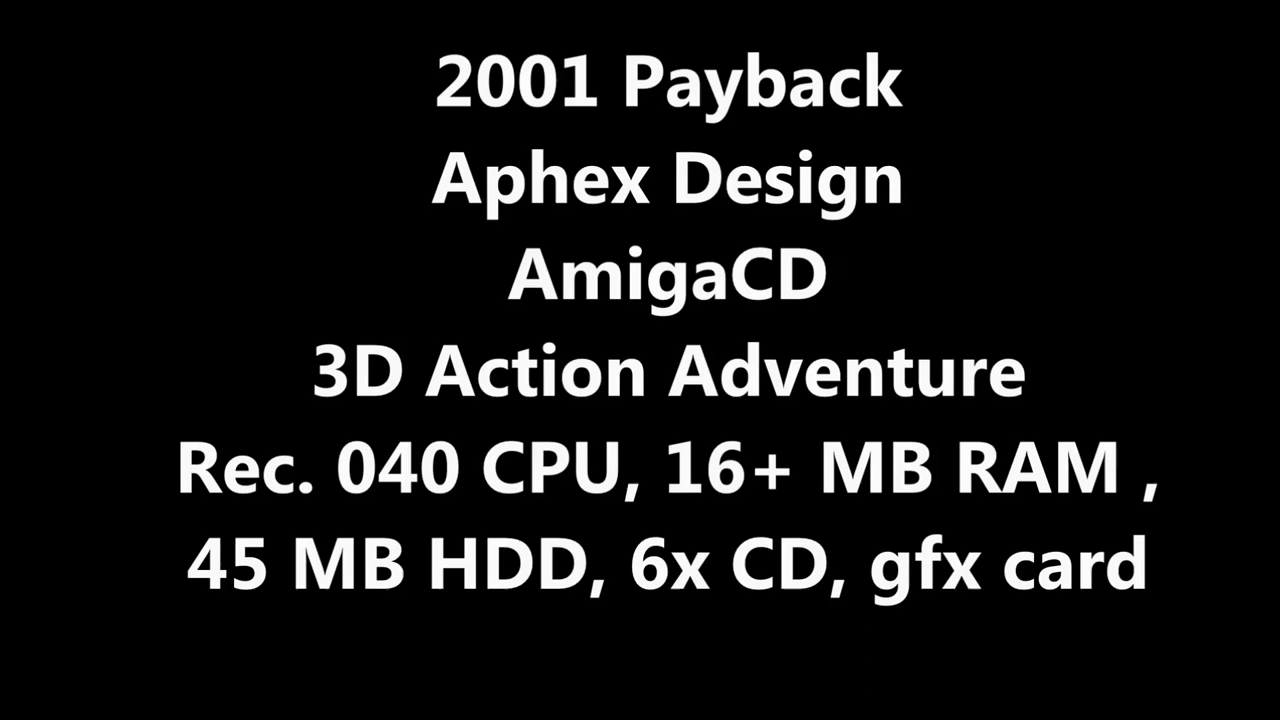 2001 Payback
Aphex Design
AmigaCD
3D Action Adventure
Rec. 040 CPU, 16+ MB RAM ,
45 MB HDD, 6x CD, gfx card